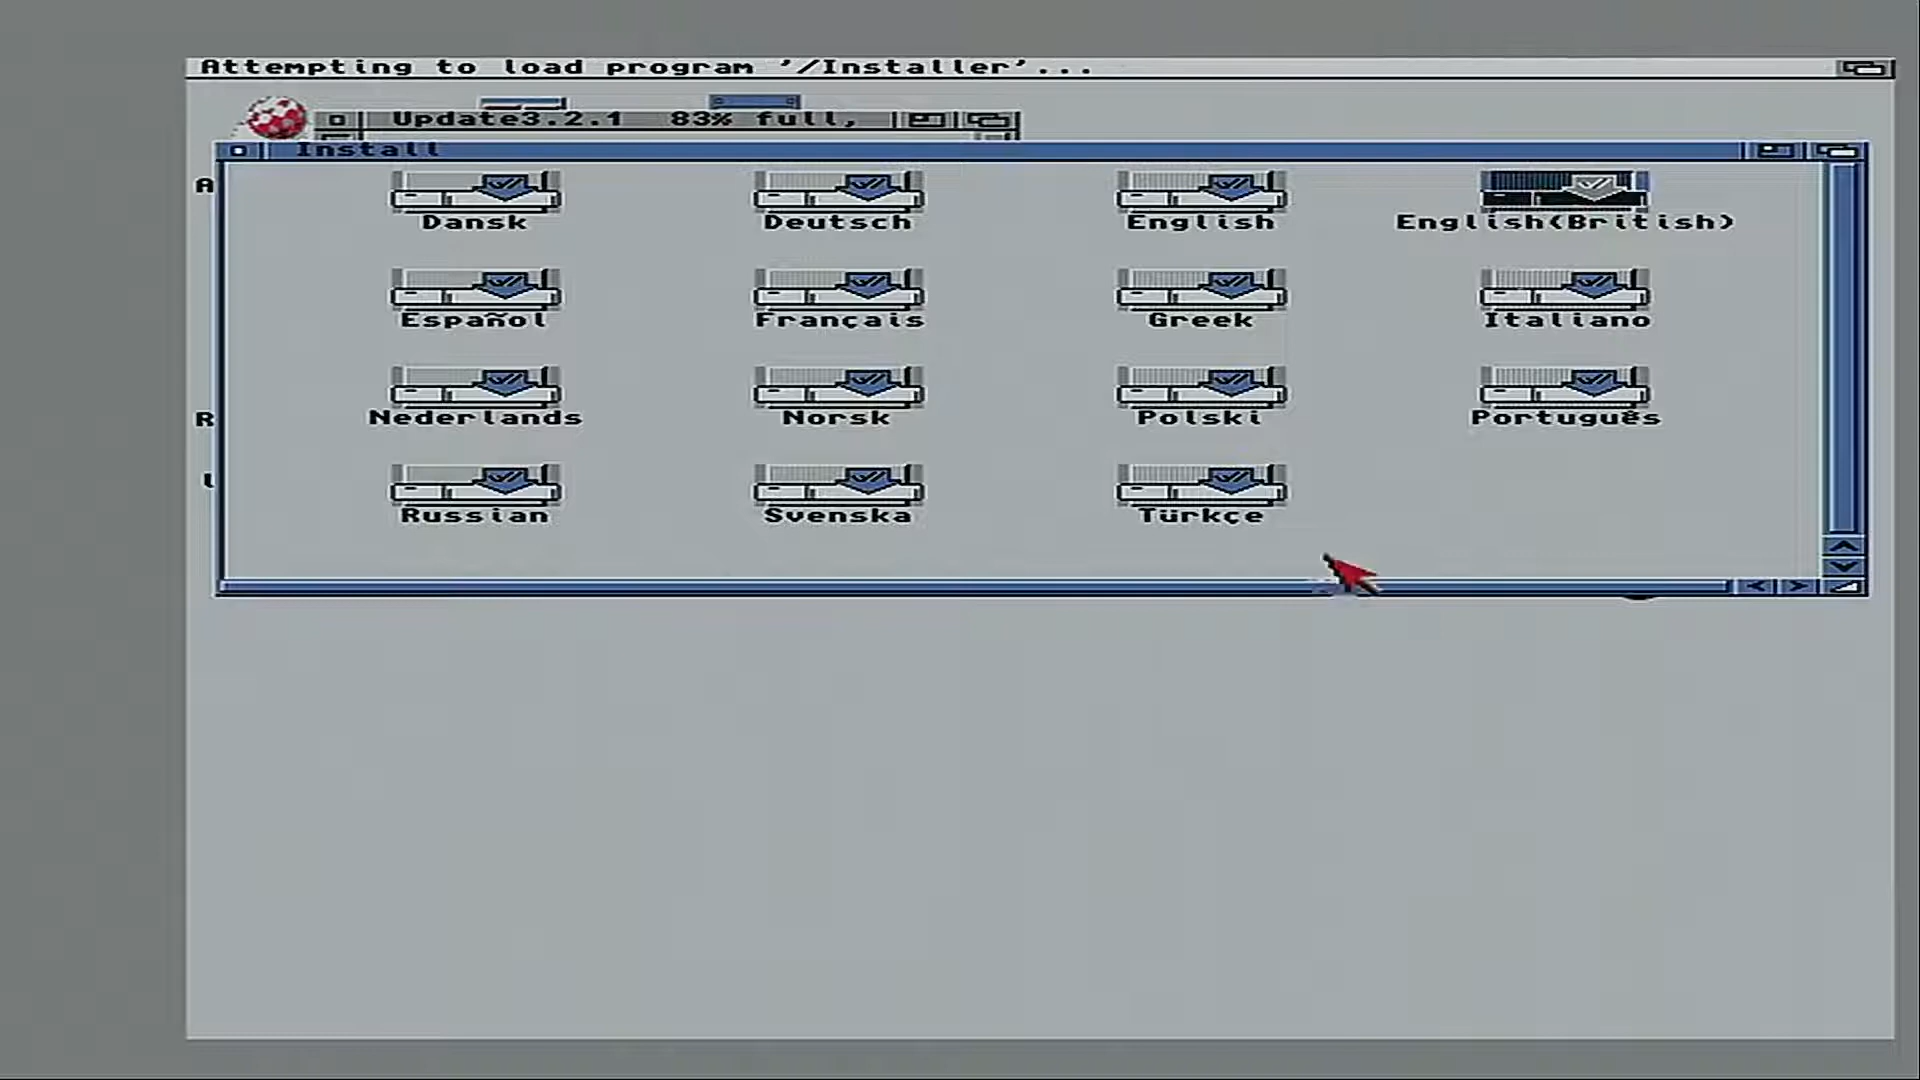 Attempting to load program '/Installer'...
Update3.2.1 83% full,
Install
A
Dansk Deutsch English English(British)
Español Français Greek Italiano
R
Nederlands Norsk Polski Português
l
Russian Svenska Türkçe